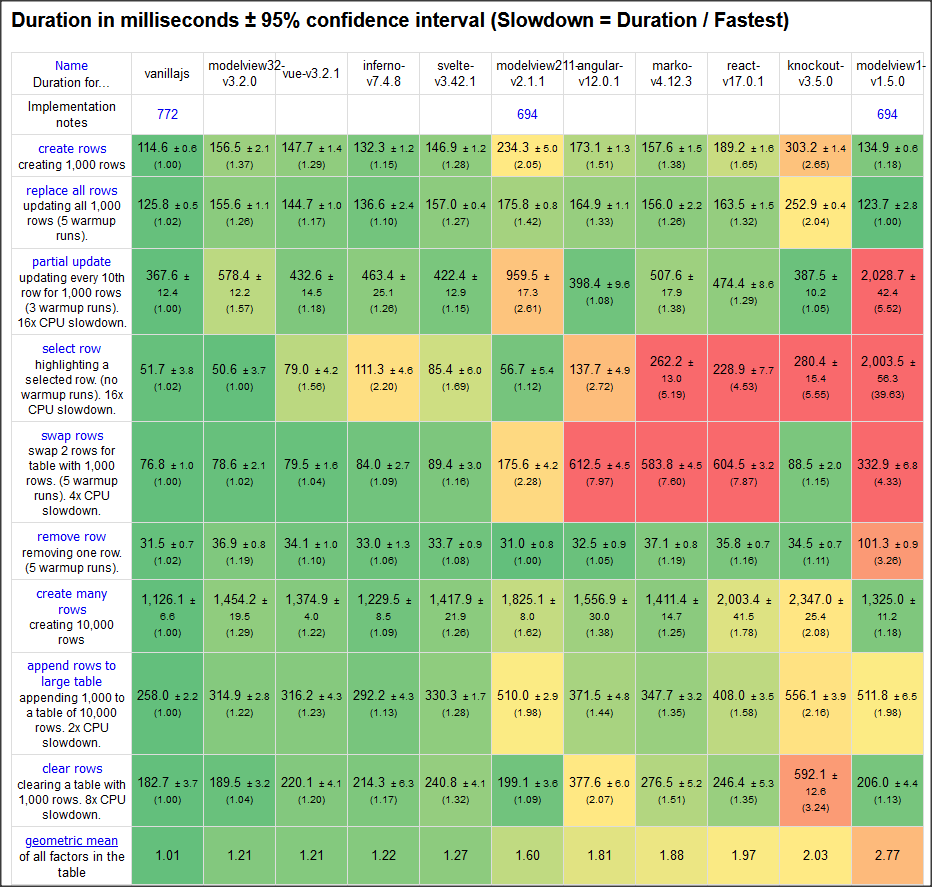 Duration in milliseconds ± 95% confidence interval (Slowdown = Duration / Fastest)
Name
Duration for...
vanillajs
modelview32-
v3.2.0
vue-v3.2.1
inferno-
v7.4.8
svelte-
v3.42.1
modelview211-
v2.1.1
angular-
v12.0.1
marko-
v4.12.3
react-
v17.0.1
knockout-
v3.5.0
modelview1-
v1.5.0
Implementation
notes
772
694
694
create rows
creating 1,000 rows
114.6 ± 0.6
(1.00)
156.5 ± 2.1
(1.37)
147.7 ± 1.4
(1.29)
132.3 ± 1.2
(1.15)
146.9 ± 1.2
(1.28)
234.3 ± 5.0
(2.05)
173.1 ± 1.3
(1.51)
157.6 ± 1.5
(1.38)
189.2 ± 1.6
(1.65)
303.2 ± 1.4
(2.65)
134.9 ± 0.6
(1.18)
replace all rows
updating all 1,000
rows (5 warmup
runs).
125.8 ± 0.5
(1.02)
155.6 ± 1.1
(1.26)
144.7 ± 1.0
(1.17)
136.6 ± 2.4
(1.10)
157.0 ± 0.4
(1.27)
175.8 ± 0.8
(1.42)
164.9 ± 1.1
(1.33)
156.0 ± 2.2
(1.26)
163.5 ± 1.5
(1.32)
252.9 ± 0.4
(2.04)
123.7 ± 2.8
(1.00)
partial update
updating every 10th
row for 1,000 rows
(3 warmup runs).
16x CPU slowdown.
367.6 ±
12.4
(1.00)
578.4 ±
12.2
(1.57)
432.6 ±
14.5
(1.18)
463.4 ±
25.1
(1.26)
422.4 ±
12.9
(1.15)
959.5 ±
17.3
(2.61)
398.4 ± 9.6
(1.08)
507.6 ±
17.9
(1.38)
474.4 ± 8.6
(1.29)
387.5 ±
10.2
(1.05)
2,028.7 ±
42.4
(5.52)
select row
highlighting a
selected row. (no
warmup runs). 16x
CPU slowdown.
51.7 ± 3.8
(1.02)
50.6 ± 3.7
(1.00)
79.0 ± 4.2
(1.56)
111.3 ± 4.6
(2.20)
85.4 ± 6.0
(1.69)
56.7 ± 5.4
(1.12)
137.7 ± 4.9
(2.72)
262.2 ±
13.0
(5.19)
228.9 ± 7.7
(4.53)
280.4 ±
15.4
(5.55)
2,003.5 ±
56.3
(39.63)
swap rows
swap 2 rows for
table with 1,000
rows. (5 warmup
runs). 4x CPU
slowdown.
76.8 ± 1.0
(1.00)
78.6 ± 2.1
(1.02)
79.5 ± 1.6
(1.04)
84.0 ± 2.7
(1.09)
89.4 ± 3.0
(1.16)
175.6 ± 4.2
(2.28)
612.5 ± 4.5
(7.97)
583.8 ± 4.5
(7.60)
604.5 ± 3.2
(7.87)
88.5 ± 2.0
(1.15)
332.9 ± 6.8
(4.33)
remove row
removing one row.
(5 warmup runs).
31.5 ± 0.7
(1.02)
36.9 ± 0.8
(1.19)
34.1 ± 1.0
(1.10)
33.0 ± 1.3
(1.06)
33.7 ± 0.9
(1.08)
31.0 ± 0.8
(1.00)
32.5 ± 0.9
(1.05)
37.1 ± 0.8
(1.19)
35.8 ± 0.7
(1.16)
34.5 ± 0.7
(1.11)
101.3 ± 0.9
(3.26)
create many
rows
creating 10,000
rows
1,126.1 ±
6.6
(1.00)
1,454.2 ±
19.5
(1.29)
1,374.9 ±
4.0
(1.22)
1,229.5 ±
8.5
(1.09)
1,417.9 ±
21.9
(1.26)
1,825.1 ±
8.0
(1.62)
1,556.9 ±
30.0
(1.38)
1,411.4 ±
14.7
(1.25)
2,003.4 ±
41.5
(1.78)
2,347.0 ±
25.4
(2.08)
1,325.0 ±
11.2
(1.18)
append rows to
large table
appending 1,000 to
a table of 10,000
rows. 2x CPU
slowdown.
258.0 ± 2.2
(1.00)
314.9 ± 2.8
(1.22)
316.2 ± 4.3
(1.23)
292.2 ± 4.3
(1.13)
330.3 ± 1.7
(1.28)
510.0 ± 2.9
(1.98)
371.5 ± 4.8
(1.44)
347.7 ± 3.2
(1.35)
408.0 ± 3.5
(1.58)
556.1 ± 3.9
(2.16)
511.8 ± 6.5
(1.98)
clear rows
clearing a table with
1,000 rows. 8x CPU
slowdown.
182.7 ± 3.7
(1.00)
189.5 ± 3.2
(1.04)
220.1 ± 4.1
(1.20)
214.3 ± 6.3
(1.17)
240.8 ± 4.1
(1.32)
199.1 ± 3.6
(1.09)
377.6 ± 6.0
(2.07)
276.5 ± 5.2
(1.51)
246.4 ± 5.3
(1.35)
592.1 ±
12.6
(3.24)
206.0 ± 4.4
(1.13)
geometric mean
of all factors in the
table
1.01
1.21
1.21
1.22
1.27
1.60
1.81
1.88
1.97
2.03
2.77